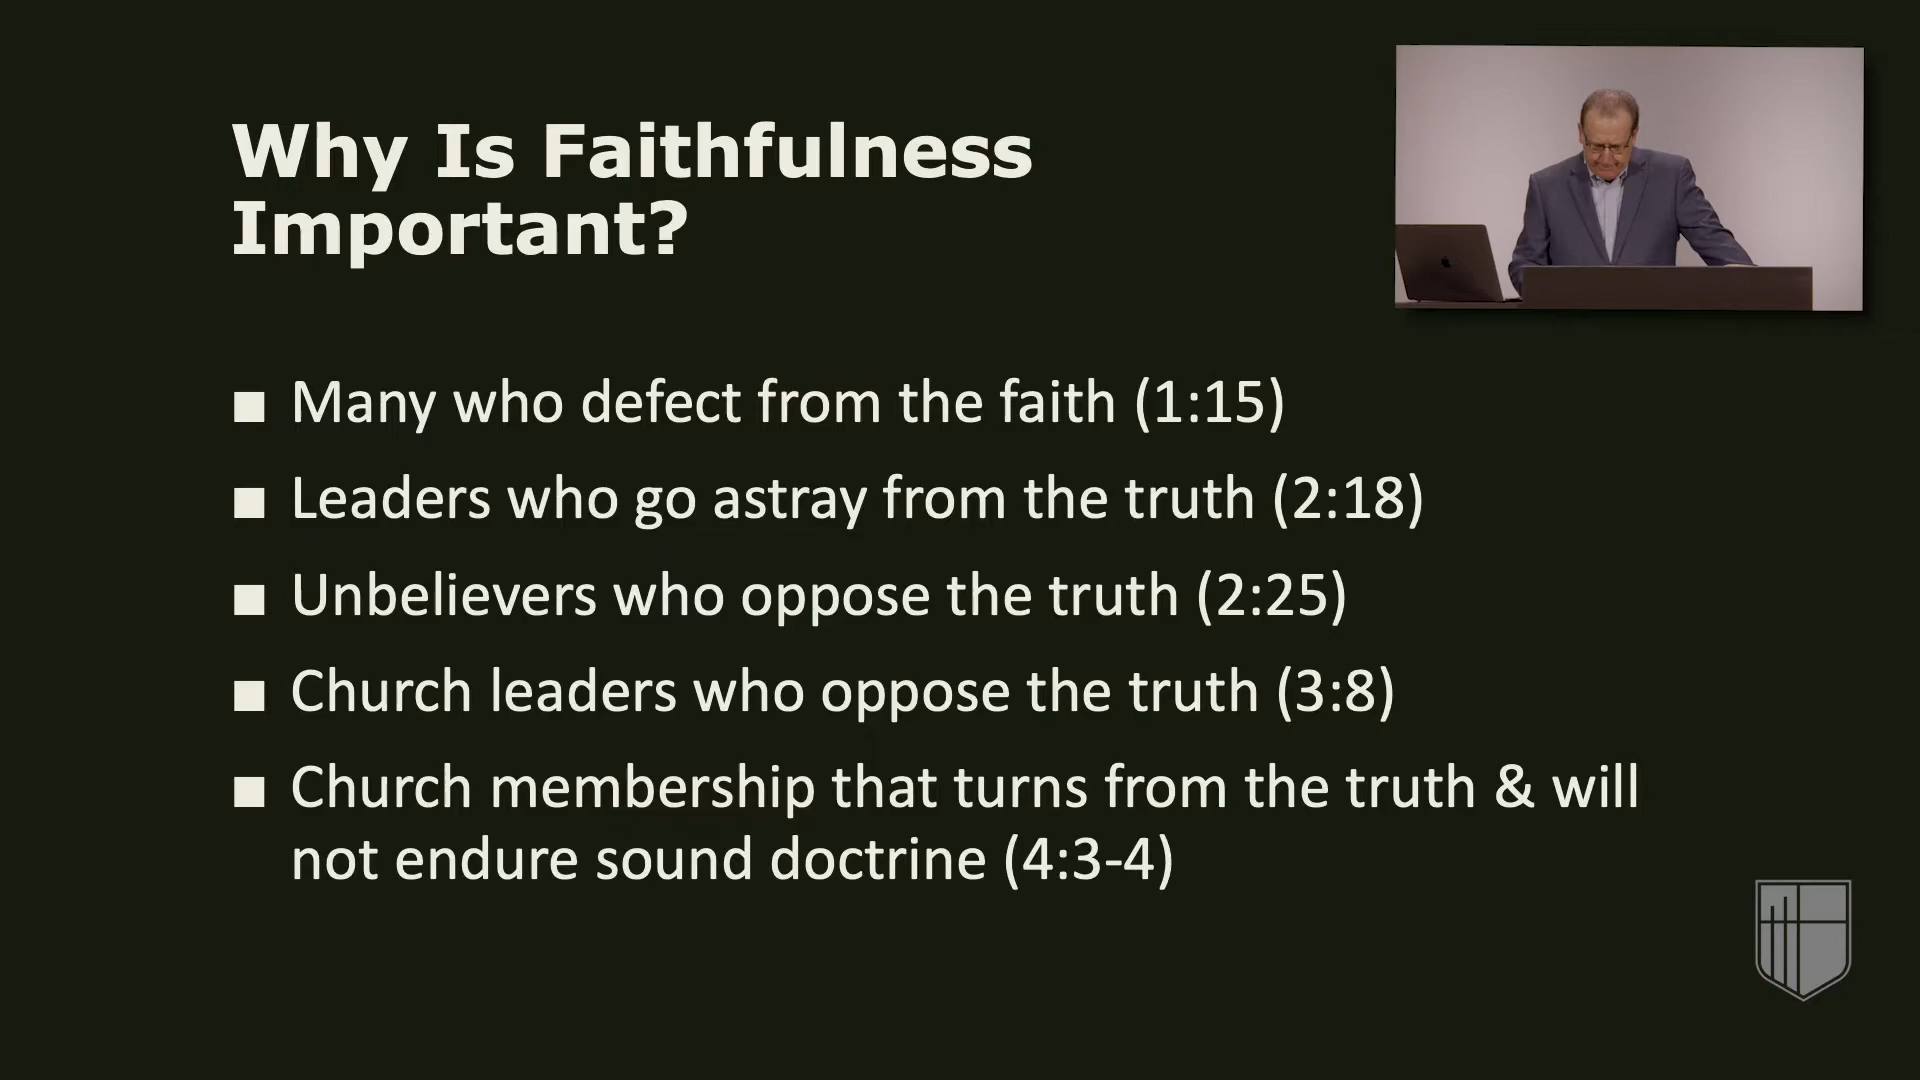 Why Is Faithfulness
Important?
■ Many who defect from the faith (1:15)
■ Leaders who go astray from the truth (2:18)
■ Unbelievers who oppose the truth (2:25)
■ Church leaders who oppose the truth (3:8)
■ Church membership that turns from the truth & will
not endure sound doctrine (4:3-4)